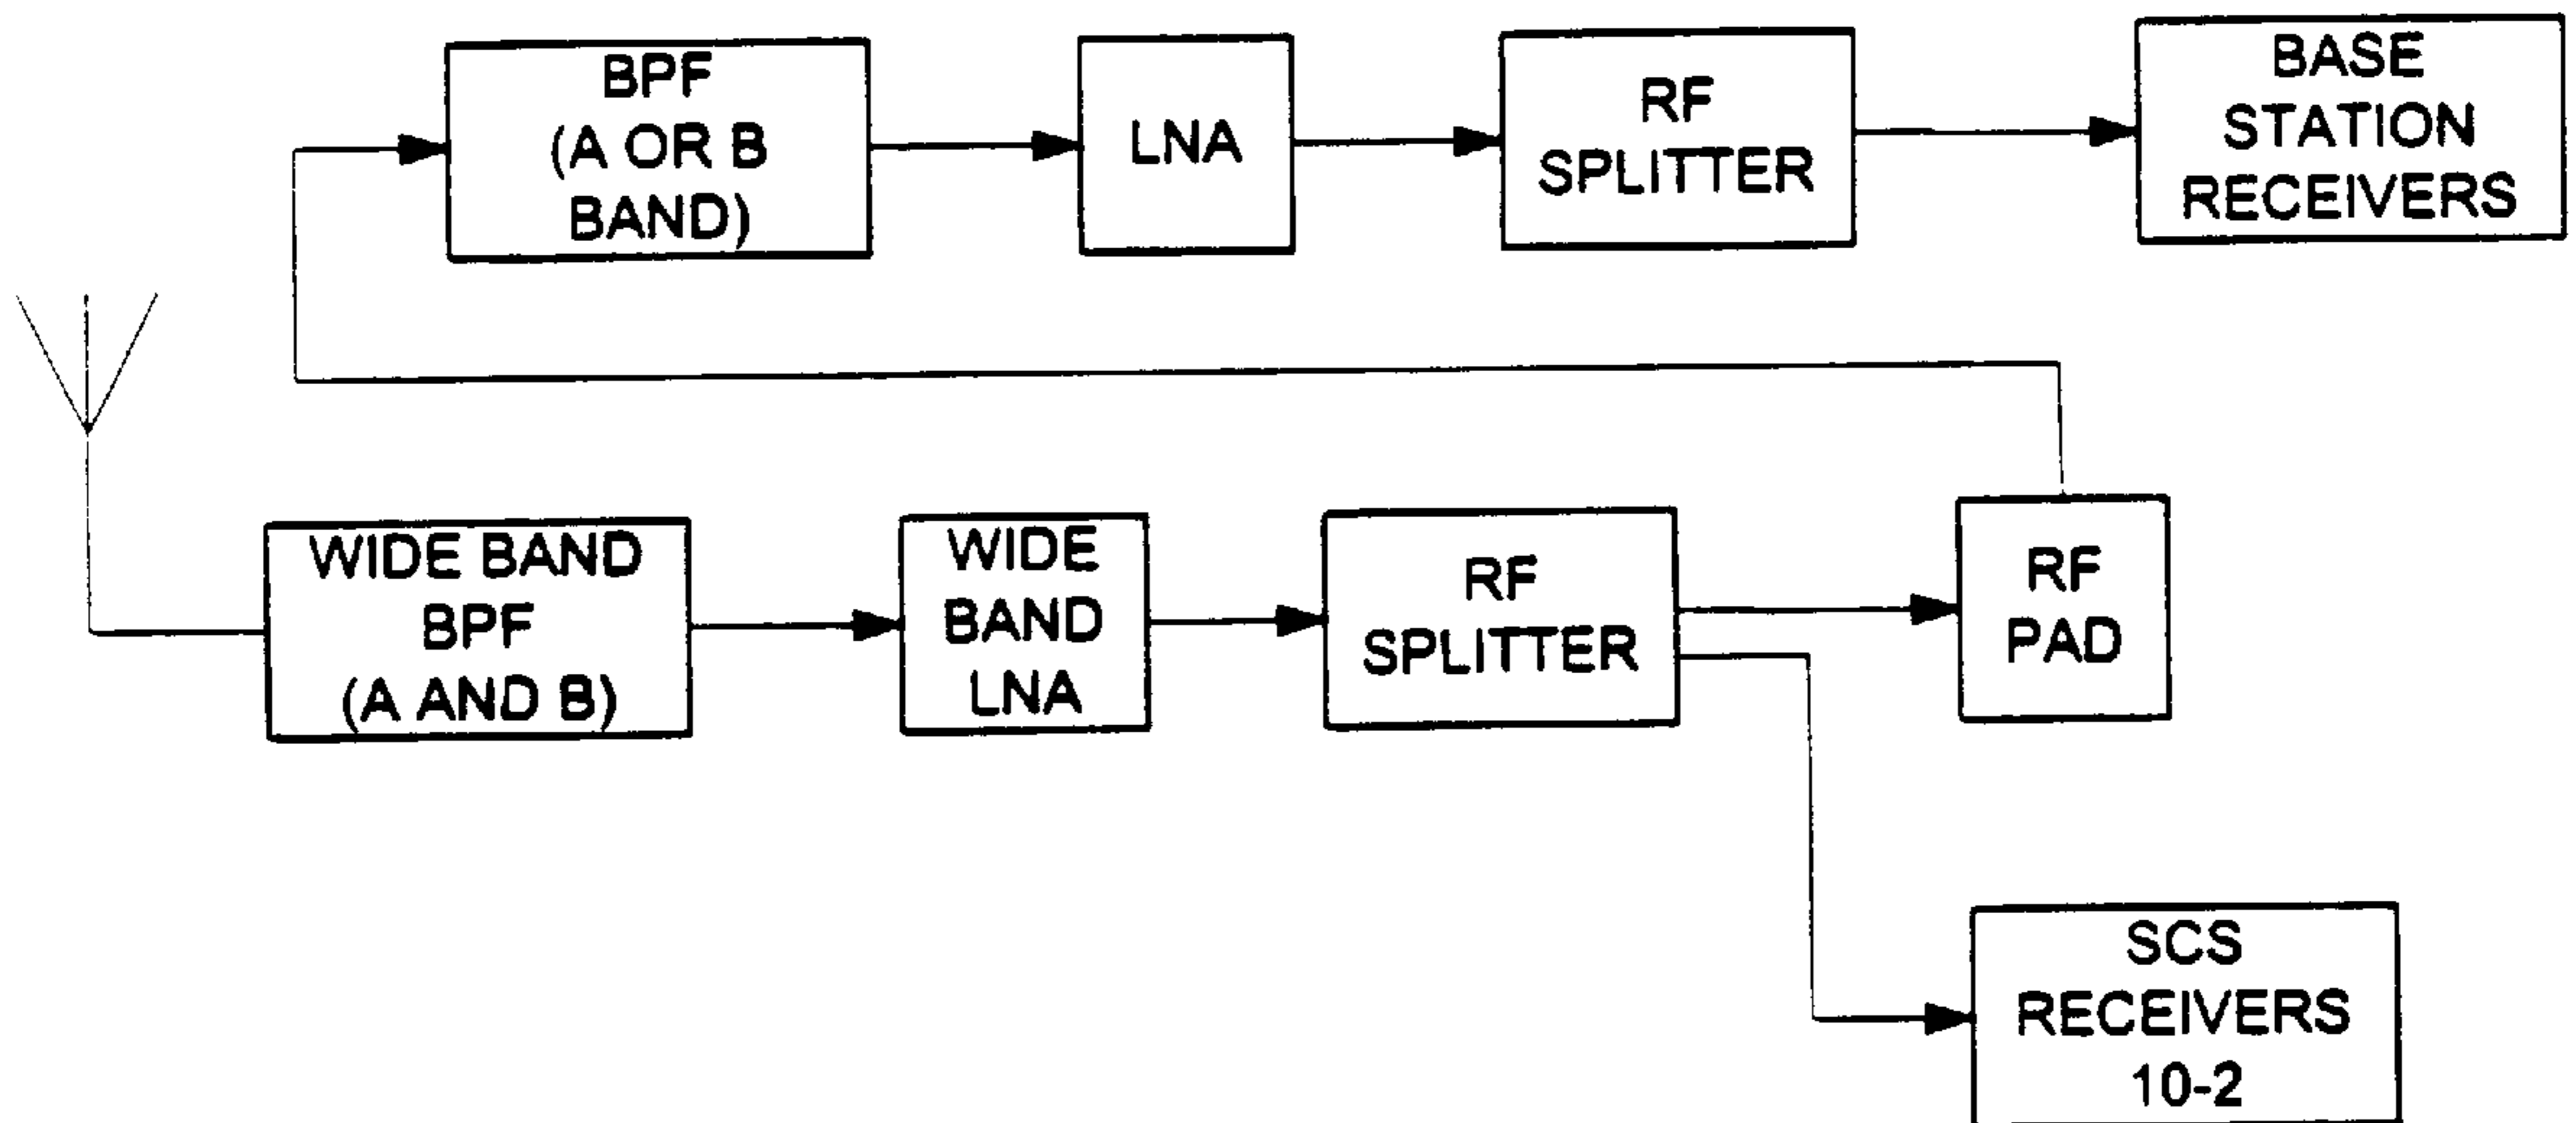 BPF
(A OR B
BAND)
LNA
RF
SPLITTER
BASE
STATION
RECEIVERS
WIDE BAND
BPF
(A AND B)
WIDE
BAND
LNA
RF
SPLITTER
RF
PAD
SCS
RECEIVERS
10-2